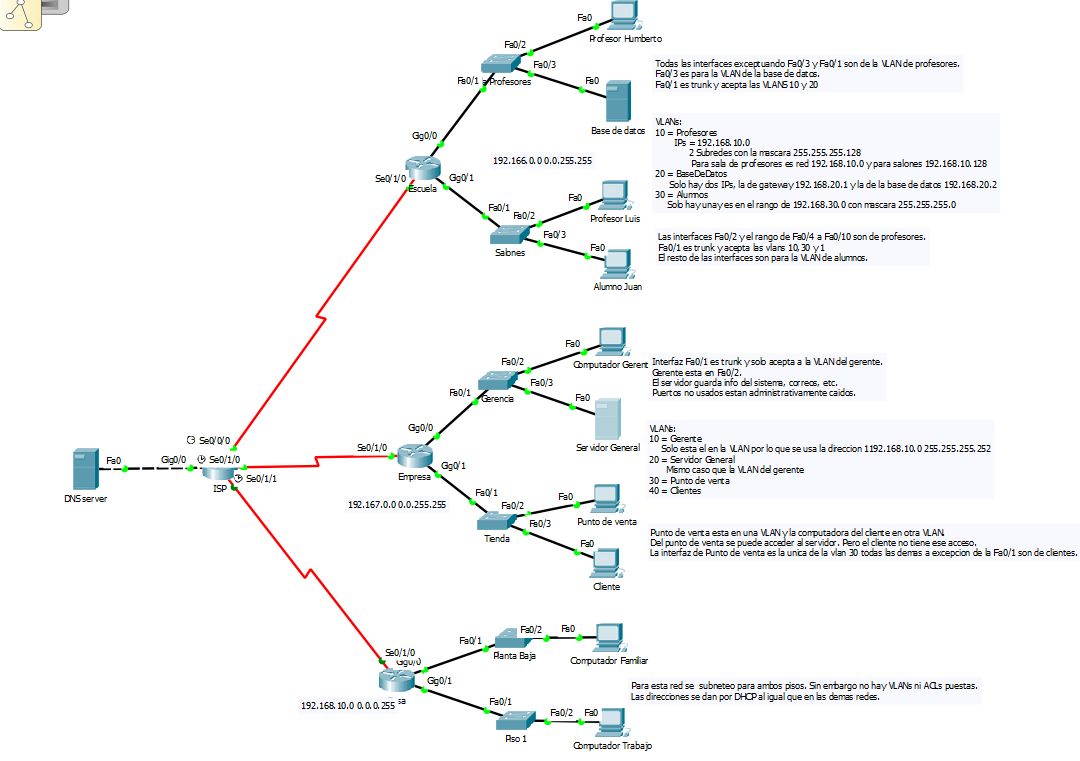 Fa0
Profesor Humberto
Fa0/2
Fa0/3
Fa0/1
Profesores
Fa0
Base de datos
Todas las interfaces exceptuando Fa0/3 y Fa0/1 son de la VLAN de profesores.
Fa0/3 es para la VLAN de la base de datos.
Fa0/1 es trunk y acepta las VLANS 10 y 20
Gig0/0
192.166.0.0 0.0.255.255
Se0/1/0
Escuela
Gig0/1
VLANs:
10 = Profesores
IPs = 192.168.10.0
2 Subredes con la mascara 255.255.255.128
Para sala de profesores es red 192.168.10.0 y para salones 192.168.10.128
20 = BaseDeDatos
Solo hay dos IPs, la de gateway 192.168.20.1 y la de la base de datos 192.168.20.2
30 = Alumnos
Solo hay una y es en el rango de 192.168.30.0 con mascara 255.255.255.0
Fa0
Profesor Luis
Fa0/1
Fa0/2
Fa0/3
Salones
Fa0
Alumno Juan
Las interfaces Fa0/2 y el rango de Fa0/4 a Fa0/10 son de profesores.
Fa0/1 es trunk y acepta las vlans 10,30 y 1
El resto de las interfaces son para la VLAN de alumnos.
Fa0
Computador Gerent
Fa0/2
Fa0/3
Fa0/1
Gerencia
Fa0
Servidor General
Interfaz Fa0/1 es trunk y solo acepta a la VLAN del gerente.
Gerente esta en Fa0/2.
El servidor guarda info del sistema, correos, etc.
Puertos no usados estan administrativamente caidos.
Gig0/0
Se0/1/0
Empresa
Gig0/1
192.167.0.0 0.0.255.255
VLANs:
10 = Gerente
Solo esta el en la VLAN por lo que se usa la direccion 1192.168.10.0 255.255.255.252
20 = Servidor General
Mismo caso que la VLAN del gerente
30 = Punto de venta
40 = Clientes
Fa0
DNS server
Gig0/0
Se0/0/0
Se0/1/0
Se0/1/1
ISP
Fa0/1
Fa0/2
Fa0/3
Tienda
Fa0
Punto de venta
Fa0
Cliente
Punto de venta esta en una VLAN y la computadora del cliente en otra VLAN.
Del punto de venta se puede acceder al servidor. Pero el cliente no tiene ese acceso.
La interfaz de Punto de venta es la unica de la vlan 30 todas las demas a excepcion de la Fa0/1 son de clientes.
Se0/1/0
Gig0/0
Gig0/1
sa
192.168.10.0 0.0.0.255
Fa0/1
Fa0/2
Planta Baja
Fa0
Computador Familiar
Fa0/1
Fa0/2
Piso 1
Fa0
Computador Trabajo
Para esta red se subneteo para ambos pisos. Sin embargo no hay VLANs ni ACLs puestas.
Las direcciones se dan por DHCP al igual que en las demas redes.